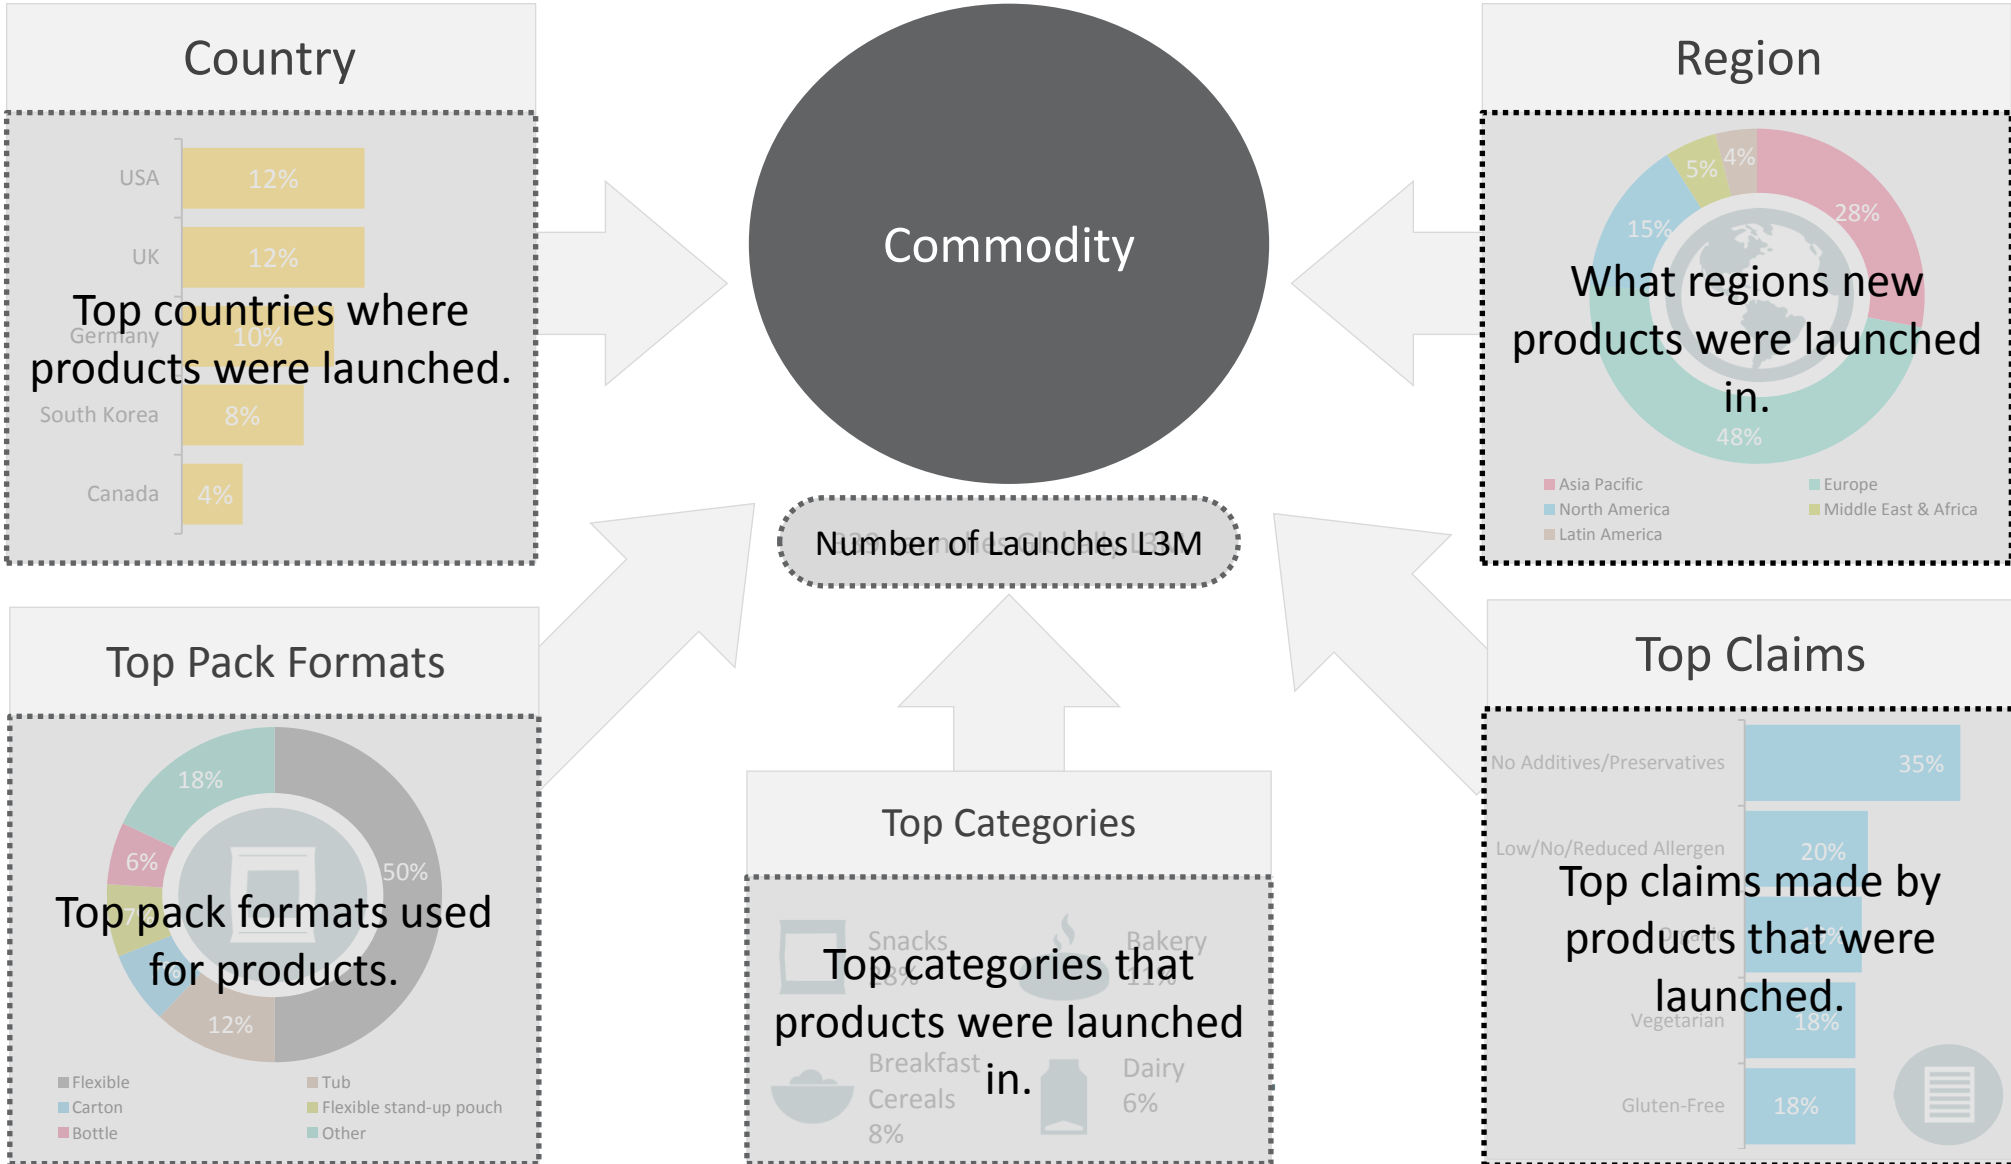 Country
USA
12%
UK
12%
Germany
10%
South Korea
8%
Canada
4%
Top countries where
products were launched.
Commodity
Number of Launches L3M
Region
4%
5%
28%
15%
48%
What regions new
products were launched
in.
Asia Pacific
Europe
North America
Middle East & Africa
Latin America
Top Pack Formats
18%
6%
50%
7%
12%
Top pack formats used
for products.
Flexible
Tub
Carton
Flexible stand-up pouch
Bottle
Other
Top Categories
Snacks
Bakery
11%
Top categories that
products were launched
in.
Breakfast
Cereals
8%
Dairy
6%
Top Claims
No Additives/Preservatives
35%
Low/No/Reduced Allergen
20%
Organic
Vegetarian
18%
Gluten-Free
18%
Top claims made by
products that were
launched.